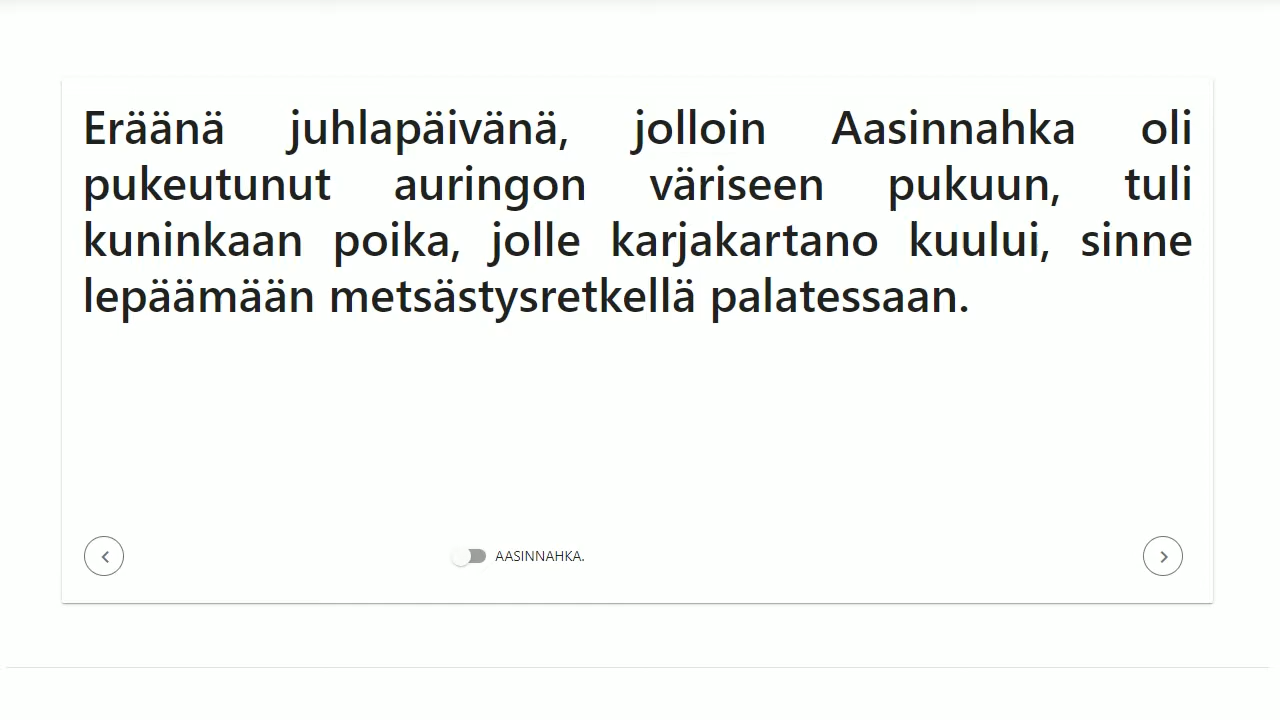 Eräänä juhlapäivänä, jolloin Aasinnahka oli
pukeutunut auringon väriseen pukuun, tuli
kuninkaan poika, jolle karjakartano kuului, sinne
lepäämään metsästysretkellä palatessaan.
AASINNAHKA.